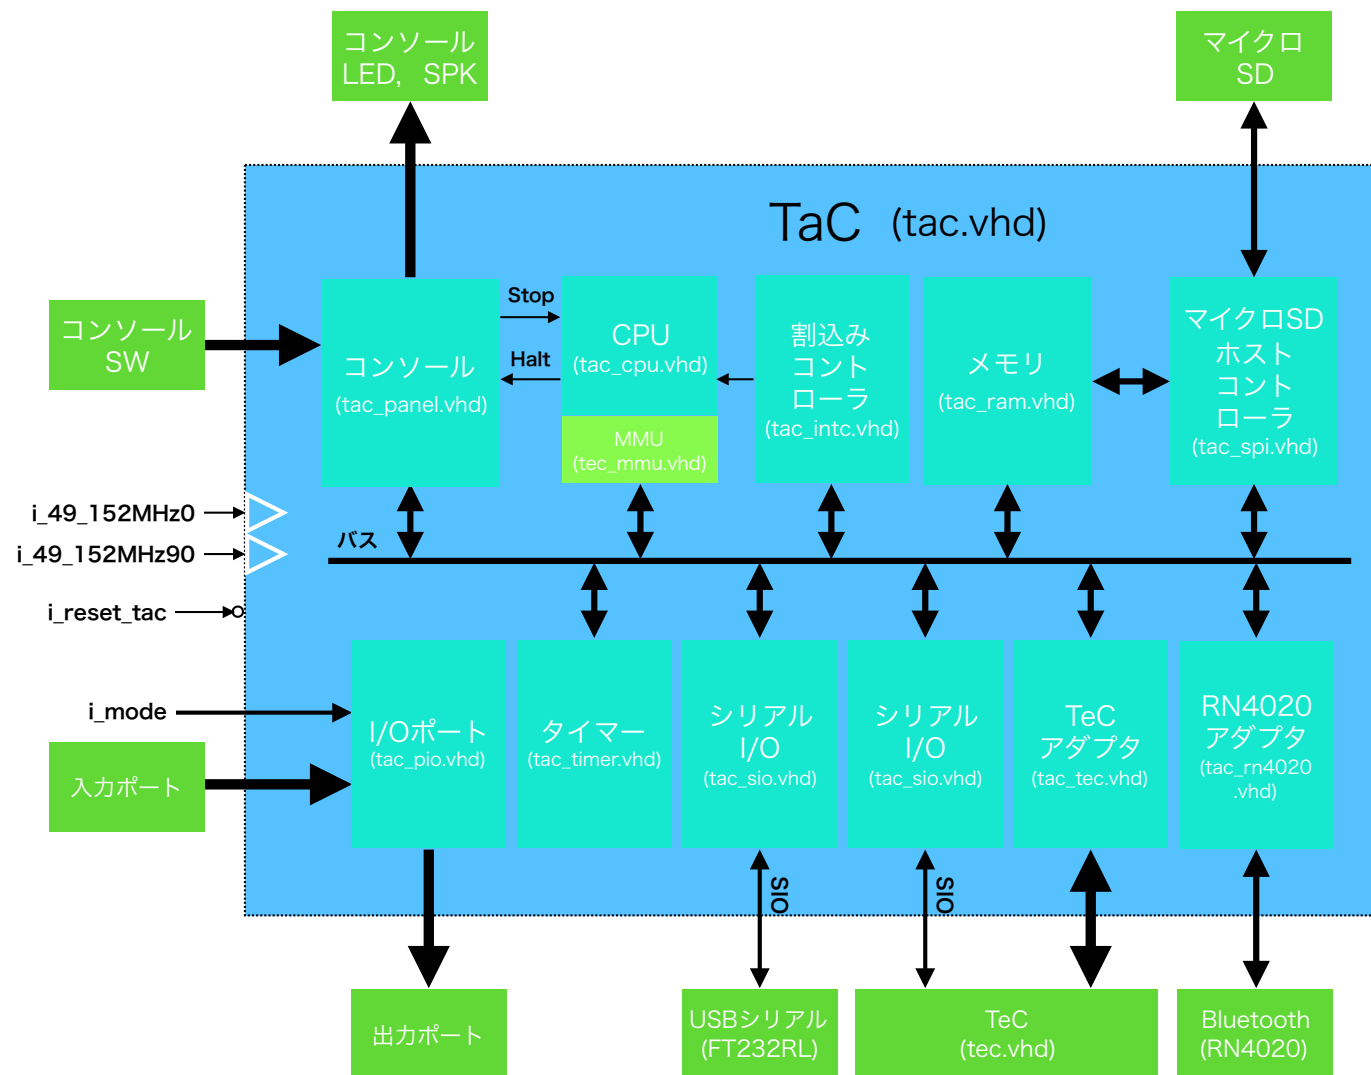 コンソール
LED，SPK
マイクロ
SD
TaC (tac.vhd)
コンソール
SW
コンソール
(tac_panel.vhd)
Stop
Halt
CPU
(tac_cpu.vhd)
MMU
(tec_mmu.vhd)
割込み
コント
ローラ
(tac_intc.vhd)
メモリ
(tac_ram.vhd)
マイクロSD
ホスト
コント
ローラ
(tac_spi.vhd)
i_49_152MHz0
i_49_152MHz90
バス
i_reset_tac
i_mode
入力ポート
I/Oポート
(tac_pio.vhd)
タイマー
(tac_timer.vhd)
シリアル
I/O
(tac_sio.vhd)
シリアル
I/O
(tac_sio.vhd)
TeC
アダプタ
(tac_tec.vhd)
RN4020
アダプタ
(tac_rn4020
.vhd)
SIO
SIO
出力ポート
USBシリアル
(FT232RL)
TeC
(tec.vhd)
Bluetooth
(RN4020)